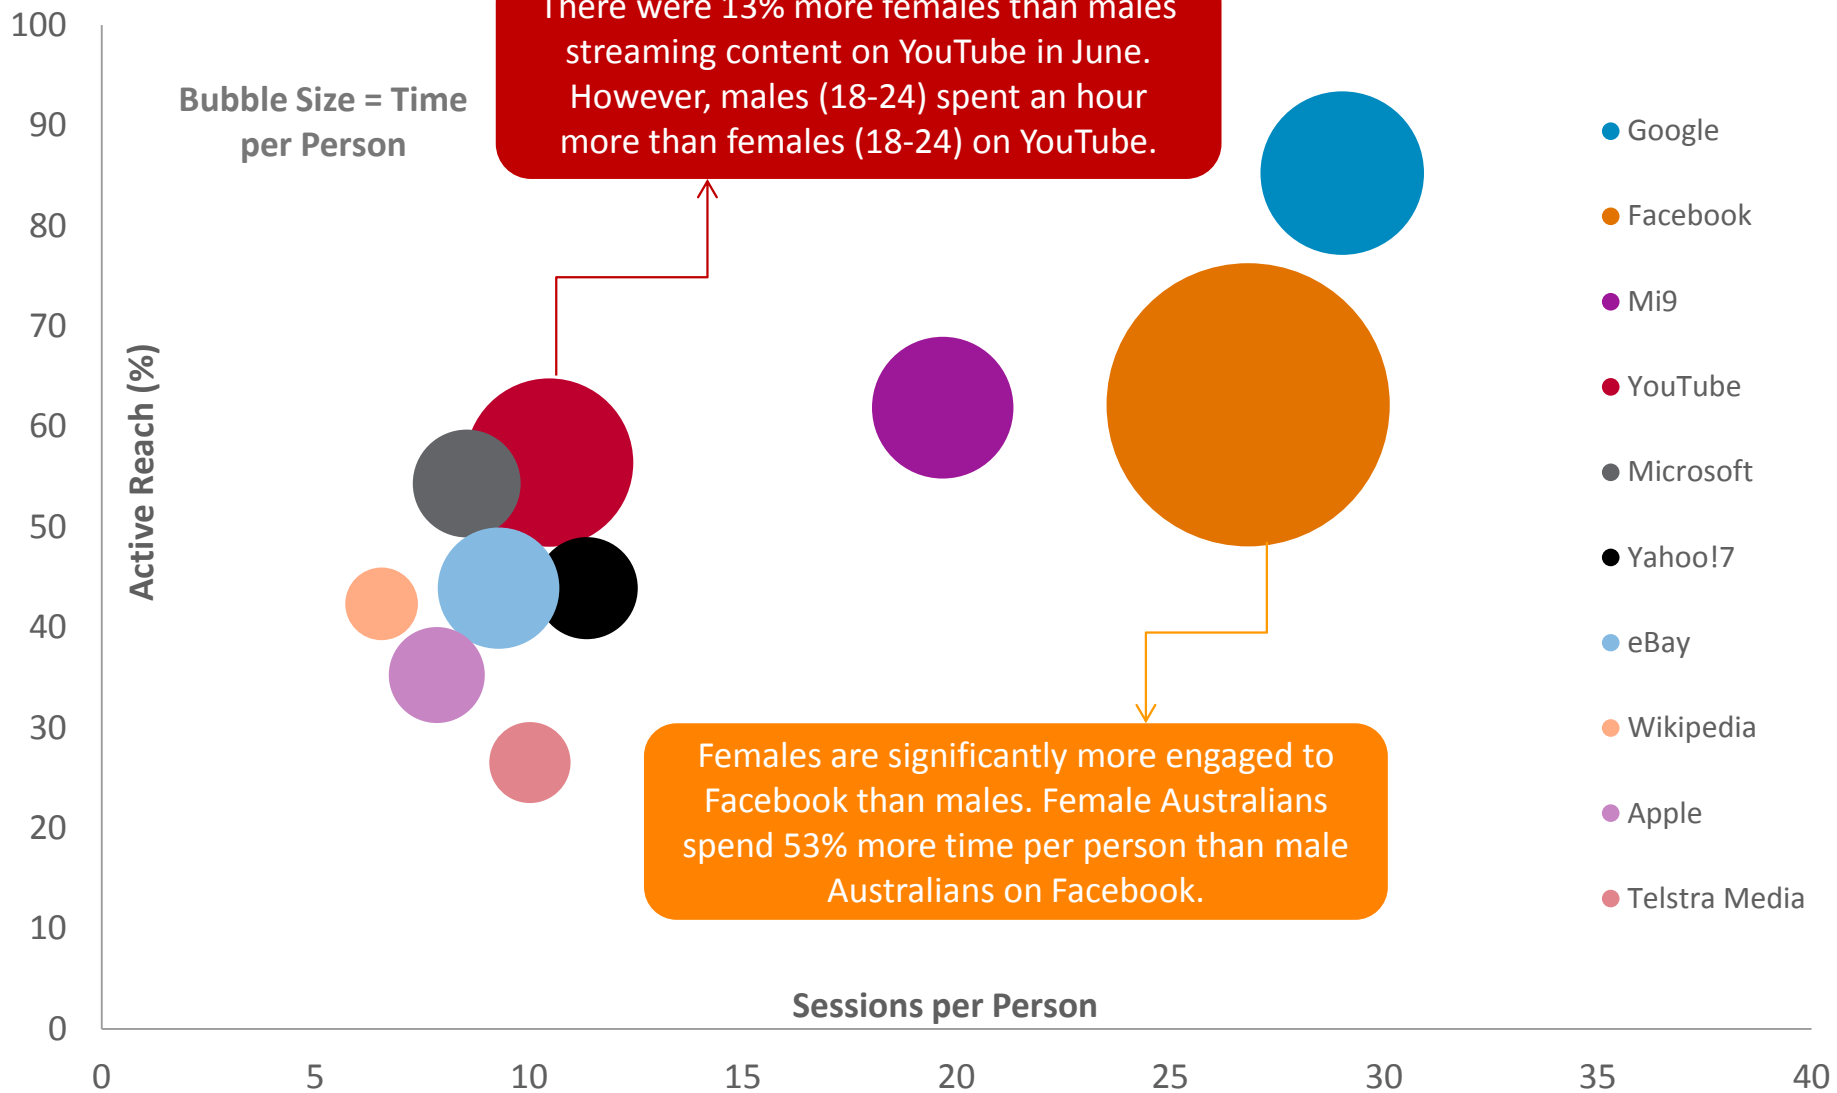 There were 13% more females than males
streaming content on YouTube in June.
However, males (18-24) spent an hour
more than females (18-24) on YouTube.
Bubble Size = Time
per Person
100
90
80
70
60
50
40
30
20
10
0
Active Reach (%)
Google
Facebook
Mi9
YouTube
Microsoft
Yahoo!7
eBay
Wikipedia
Apple
Telstra Media
Females are significantly more engaged to
Facebook than males. Female Australians
spend 53% more time per person than male
Australians on Facebook.
Sessions per Person
0 5 10 15 20 25 30 35 40